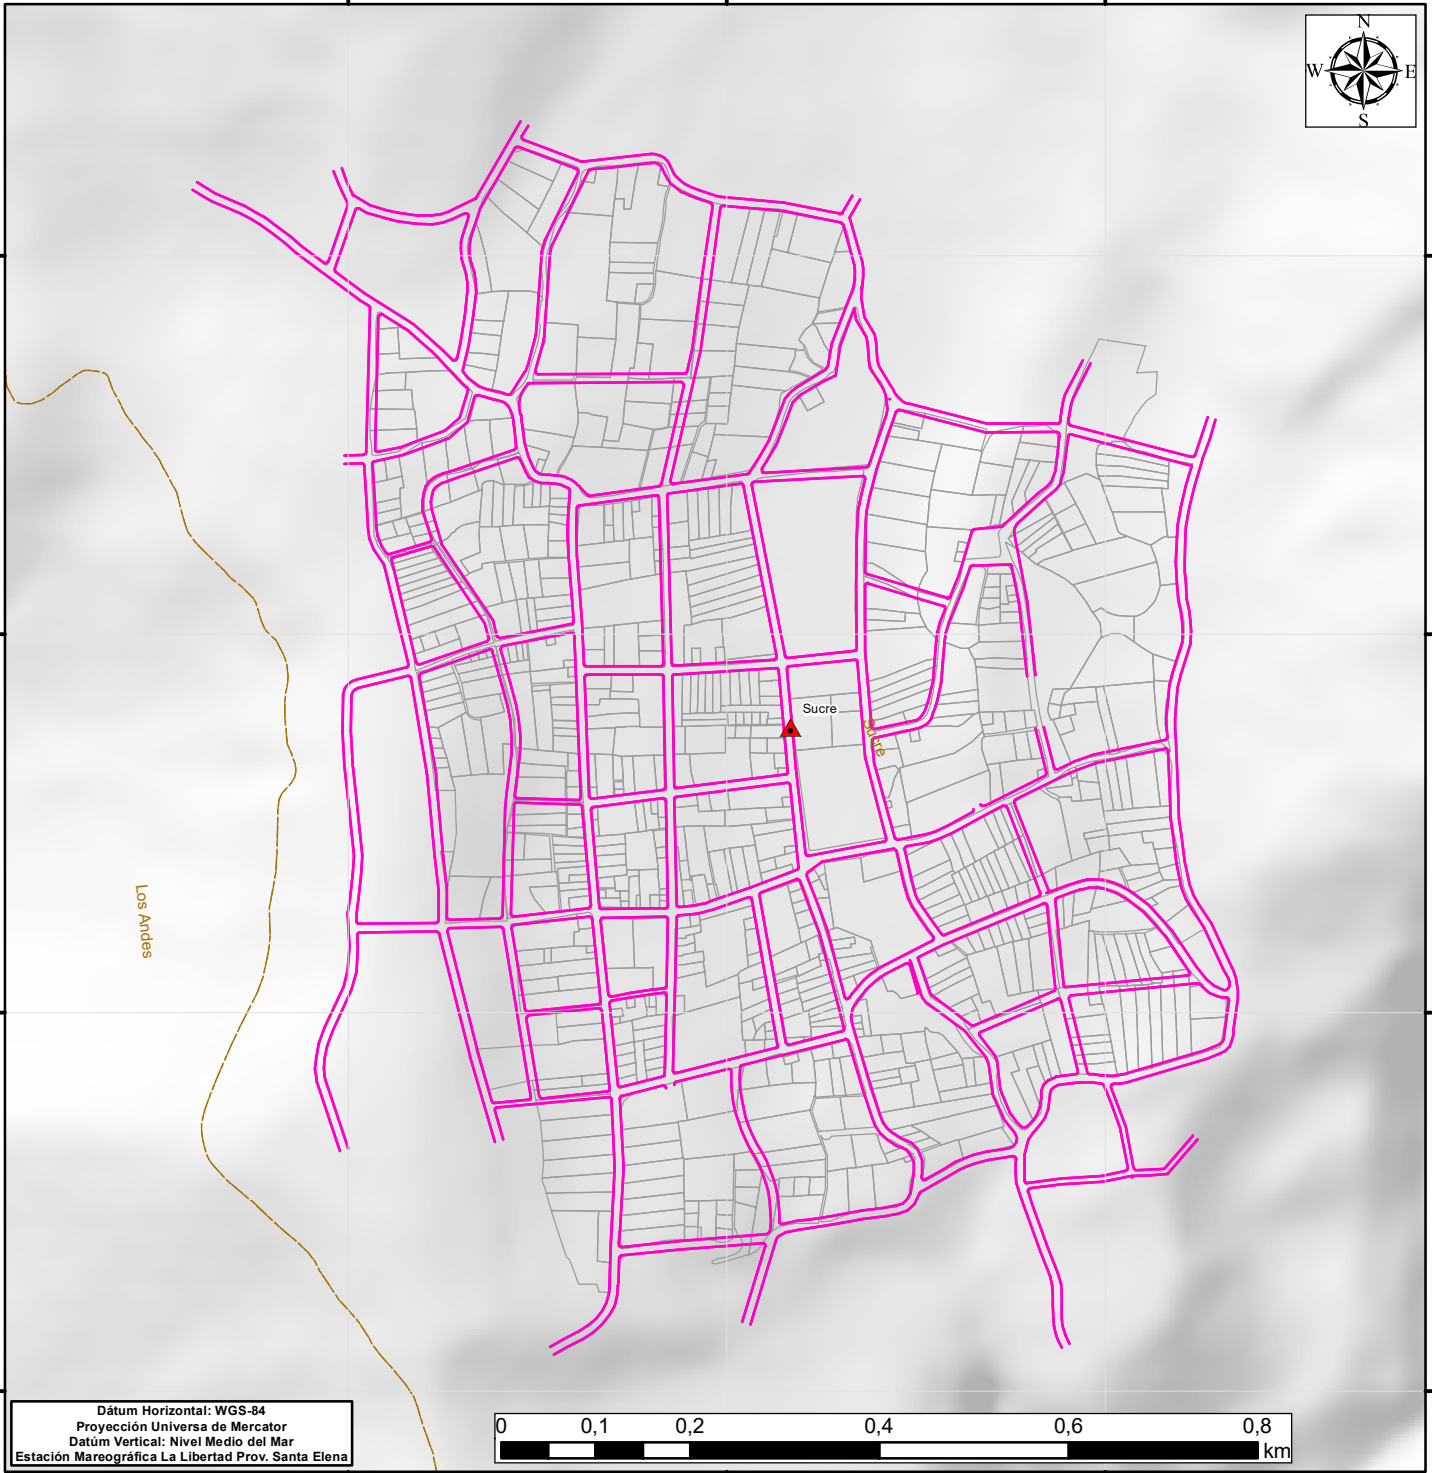 N
W E
S
Sucre
Sucre
Los Andes
Dátum Horizontal: WGS-84
Proyección Universa de Mercator
Datúm Vertical: Nivel Medio del Mar
Estación Mareográfica La Libertad Prov. Santa Elena
0 0,1 0,2 0,4 0,6 0,8
km